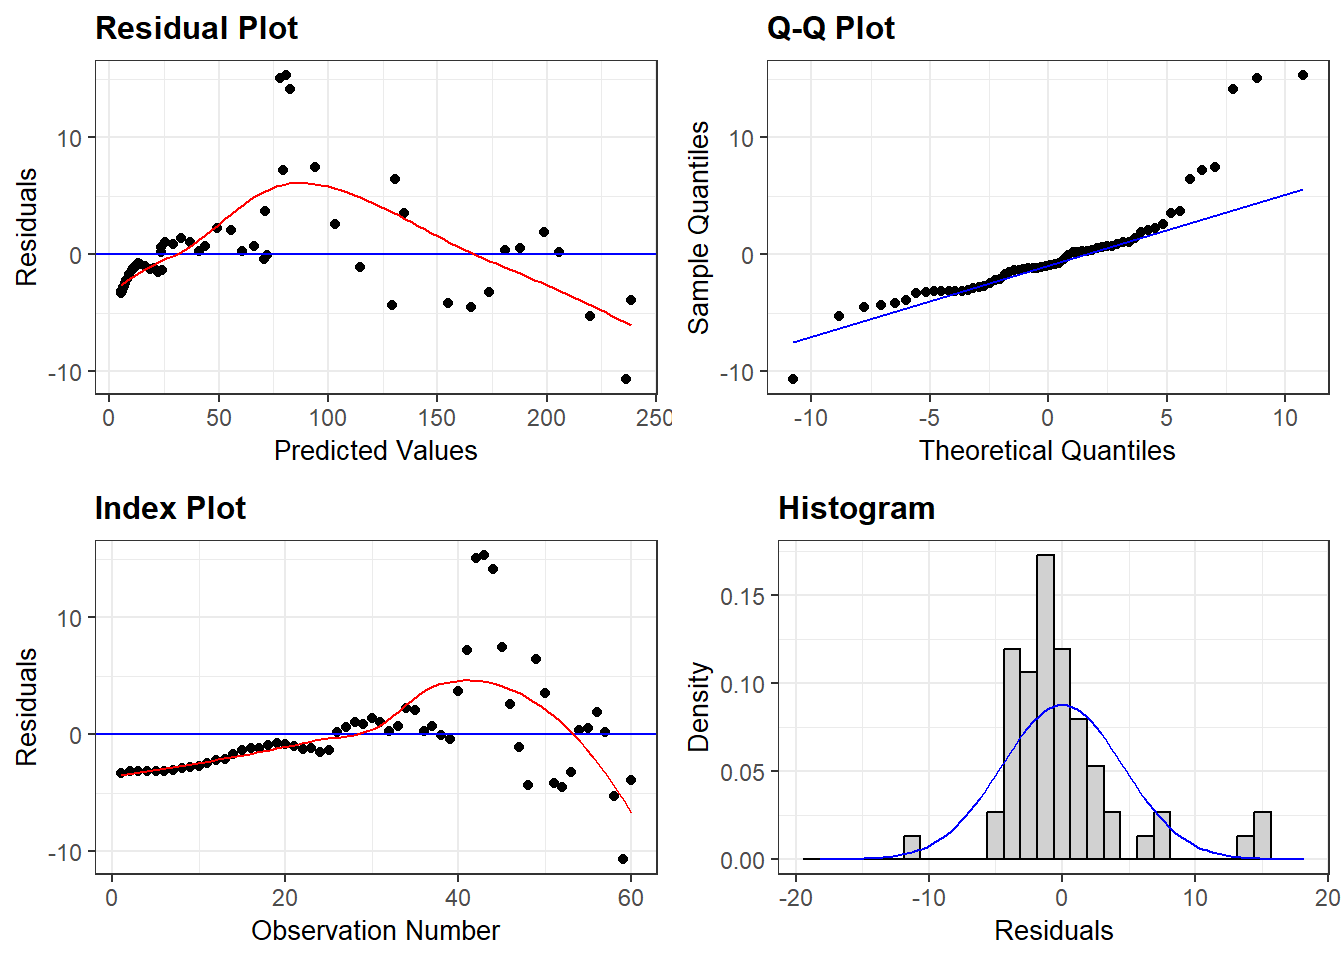 Residual Plot
10
0
-10
Residuals
0 50 100 150 200 250
Predicted Values
Q-Q Plot
10
0
-10
Sample Quantiles
-10 -5 0 5 10
Theoretical Quantiles
Index Plot
10
0
-10
Residuals
0 20 40 60
Observation Number
Histogram
0.15
0.10
0.05
0.00
Density
-20 -10 0 10 20
Residuals